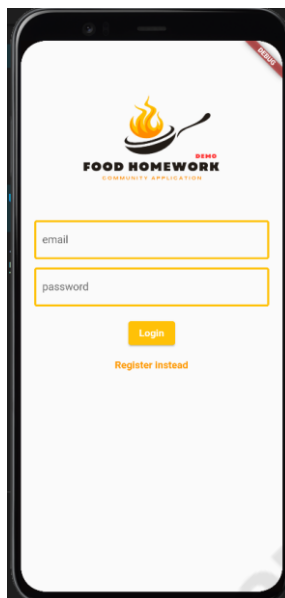 DEBUG
DEMO
FOOD HOMEWORK
COMMUNITY APPLICATION
email
password
Login
Register instead